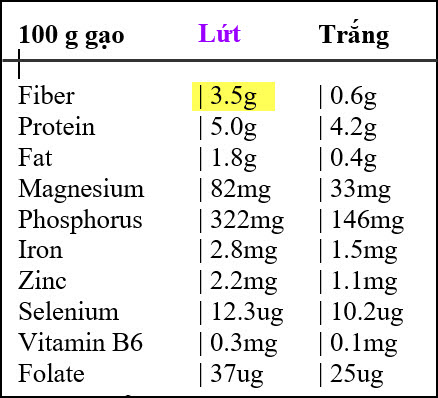 100 g gạo Lứt Trắng
Fiber | 3.5g | 0.6g
Protein | 5.0g | 4.2g
Fat | 1.8g | 0.4g
Magnesium | 82mg | 33mg
Phosphorus | 322mg | 146mg
Iron | 2.8mg | 1.5mg
Zinc | 2.2mg | 1.1mg
Selenium | 12.3ug | 10.2ug
Vitamin B6 | 0.3mg | 0.1mg
Folate | 37ug | 25ug